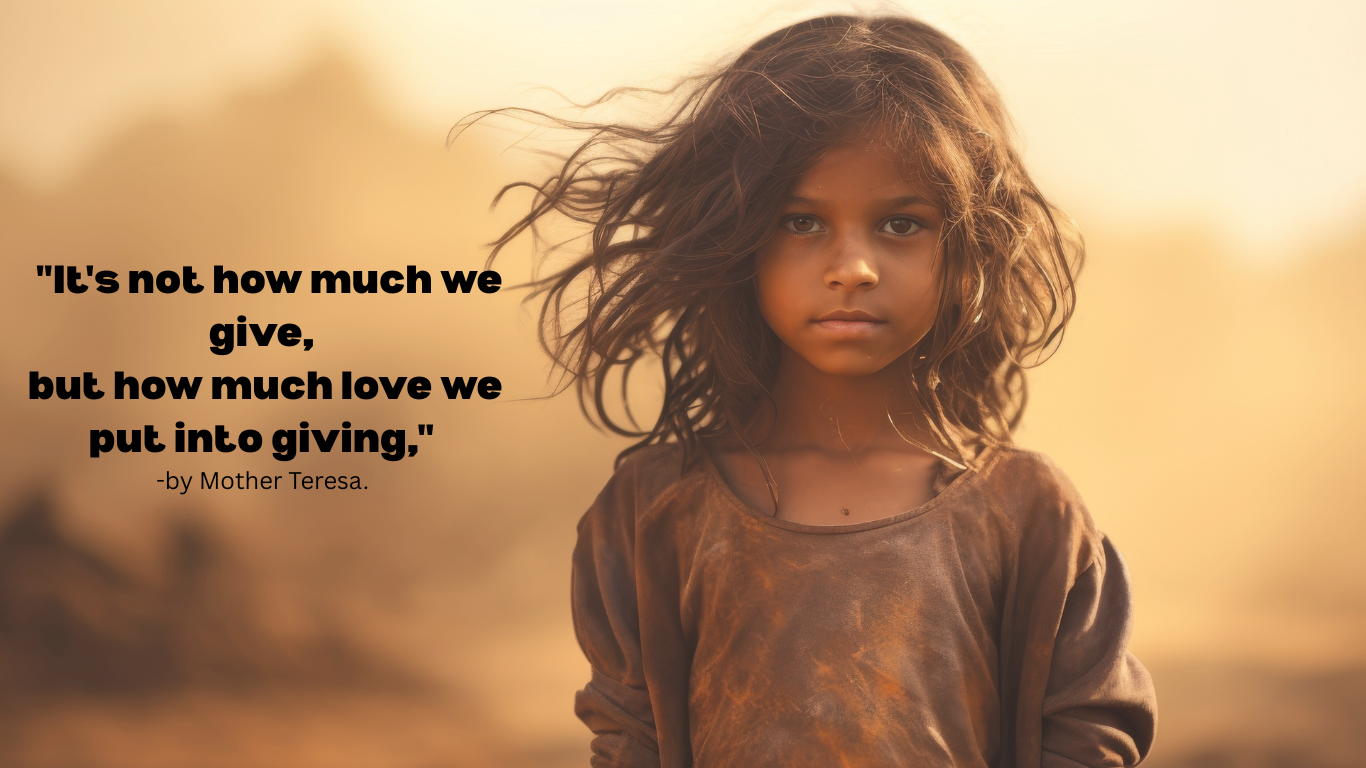 "It's not how much we
give,
but how much love we
put into giving,"
-by Mother Teresa.